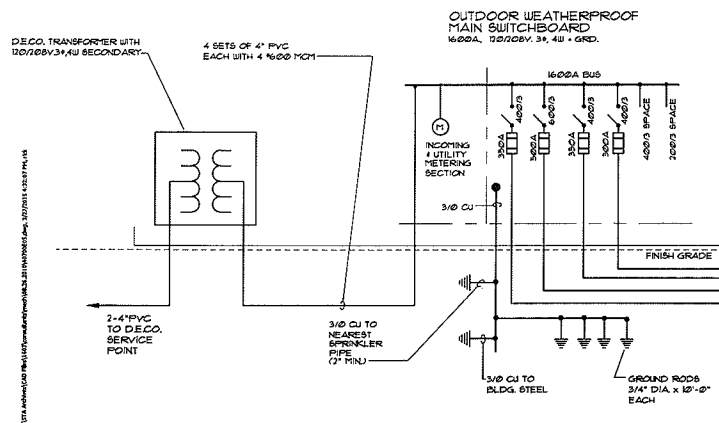 OUTDOOR WEATHERPROOF
MAIN SWITCHBOARD
1600A, 120/208V. 3ᵩ, 4W + GRD.
D.E.CO. TRANSFORMER WITH
120/208V.3ᵩ,4W SECONDARY
4 SETS OF 4" PVC
EACH WITH 4 #600 MCM
1600A BUS
400/3
600/3
400/3
400/3
400/3 SPACE
200/3 SPACE
350A
500A
350A
300A
M
INCOMING
& UTILITY
METERING
SECTION
3/0 CU
FINISH GRADE
2-4"PVC
TO D.E.CO.
SERVICE
POINT
3/0 CU TO
NEAREST
SPRINKLER
PIPE
(2" MIN.)
3/0 CU TO
BLDG. STEEL
GROUND RODS
3/4" DIA. x 10'-0"
EACH